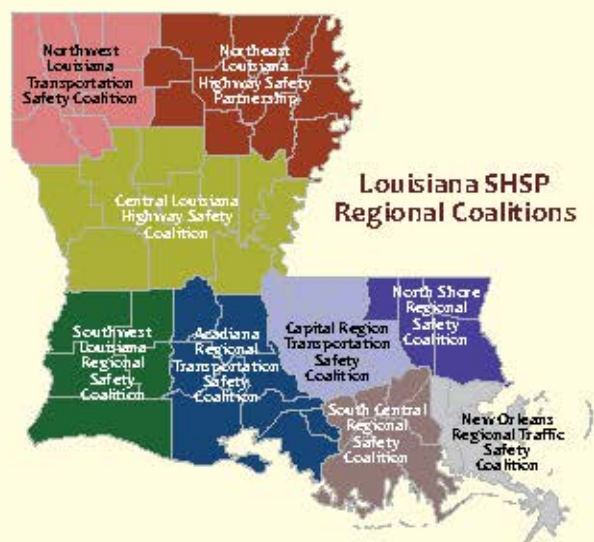 Northwest
Louisiana
Transportation
Safety Coalition
Northeast
Louisiana
Highway Safety
Partnership
Louisiana SHSP
Regional Coalitions
Central Louisiana
Highway Safety
Coalition
Southwest
Louisiana
Regional
Safety
Coalition
Acadiana
Regional
Transportation
Safety
Coalition
Capital Region
Transportation
Safety
Coalition
North Shore
Regional
Safety
Coalition
South Central
Regional
Safety
Coalition
New Orleans
Regional Traffic
Safety
Coalition